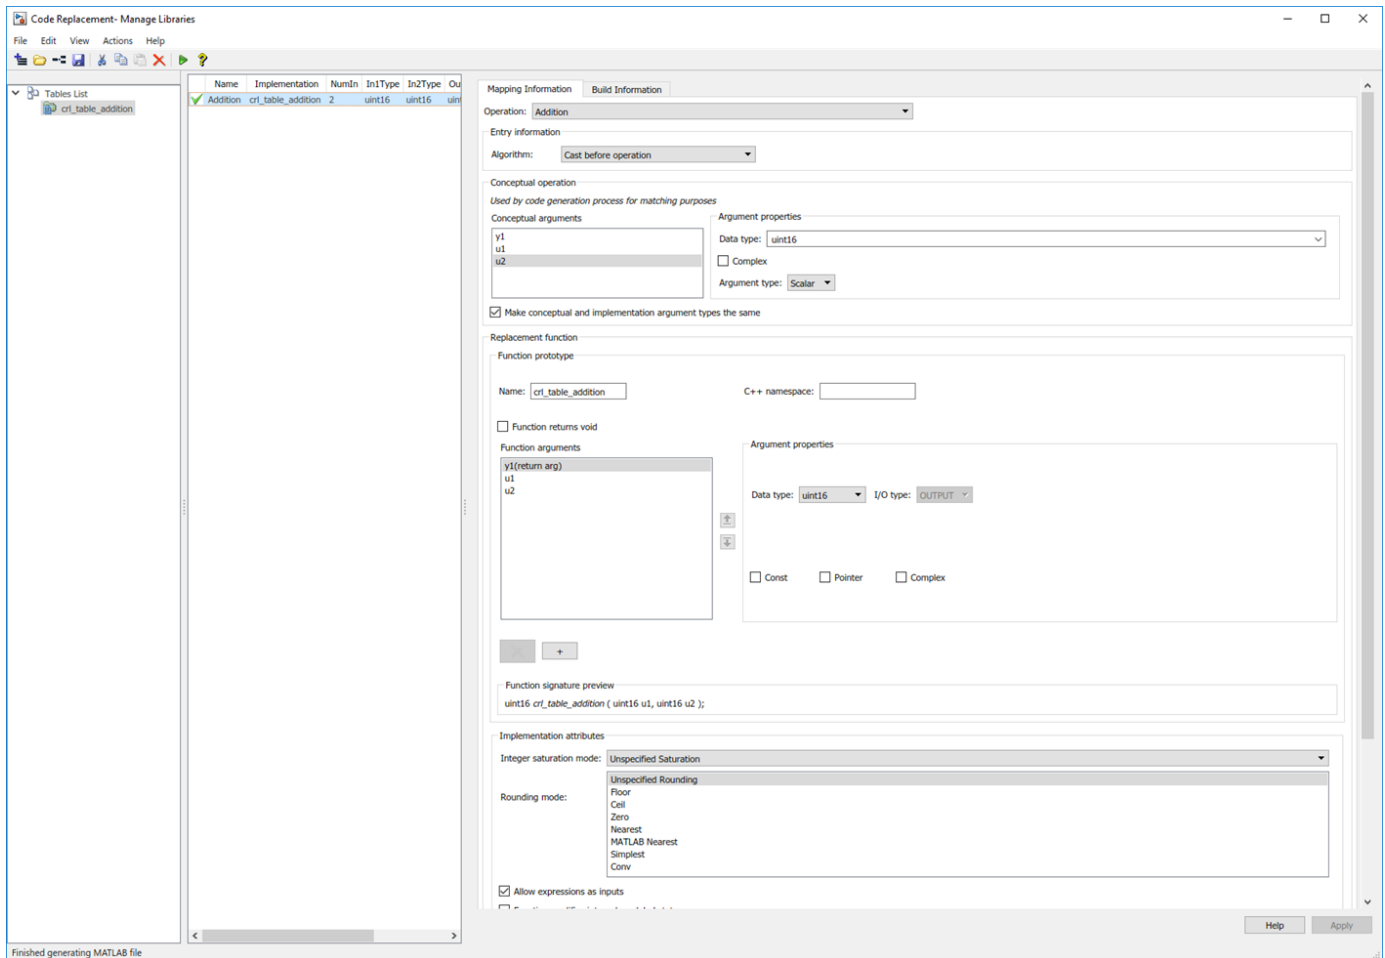 Code Replacement- Manage Libraries
File Edit View Actions Help
Tables List
crl_table_addition
Name Implementation NumIn In1Type In2Type Ou
Addition crl_table_addition 2 uint16 uint16 uint
Mapping Information Build Information
Operation: Addition
Entry information
Algorithm: Cast before operation
Conceptual operation
Used by code generation process for matching purposes
Conceptual arguments
y1
u1
u2
Argument properties
Data type: uint16
Complex
Argument type: Scalar
Make conceptual and implementation argument types the same
Replacement function
Function prototype
Name: crl_table_addition C++ namespace:
Function returns void
Function arguments
y1(return arg)
u1
u2
Argument properties
Data type: uint16 I/O type: OUTPUT
Const Pointer Complex
+
Function signature preview
uint16 crl_table_addition ( uint16 u1, uint16 u2 );
Implementation attributes
Integer saturation mode: Unspecified Saturation
Rounding mode:
Unspecified Rounding
Floor
Ceil
Zero
Nearest
MATLAB Nearest
Simplest
Conv
Allow expressions as inputs
Help Apply
Finished generating MATLAB file